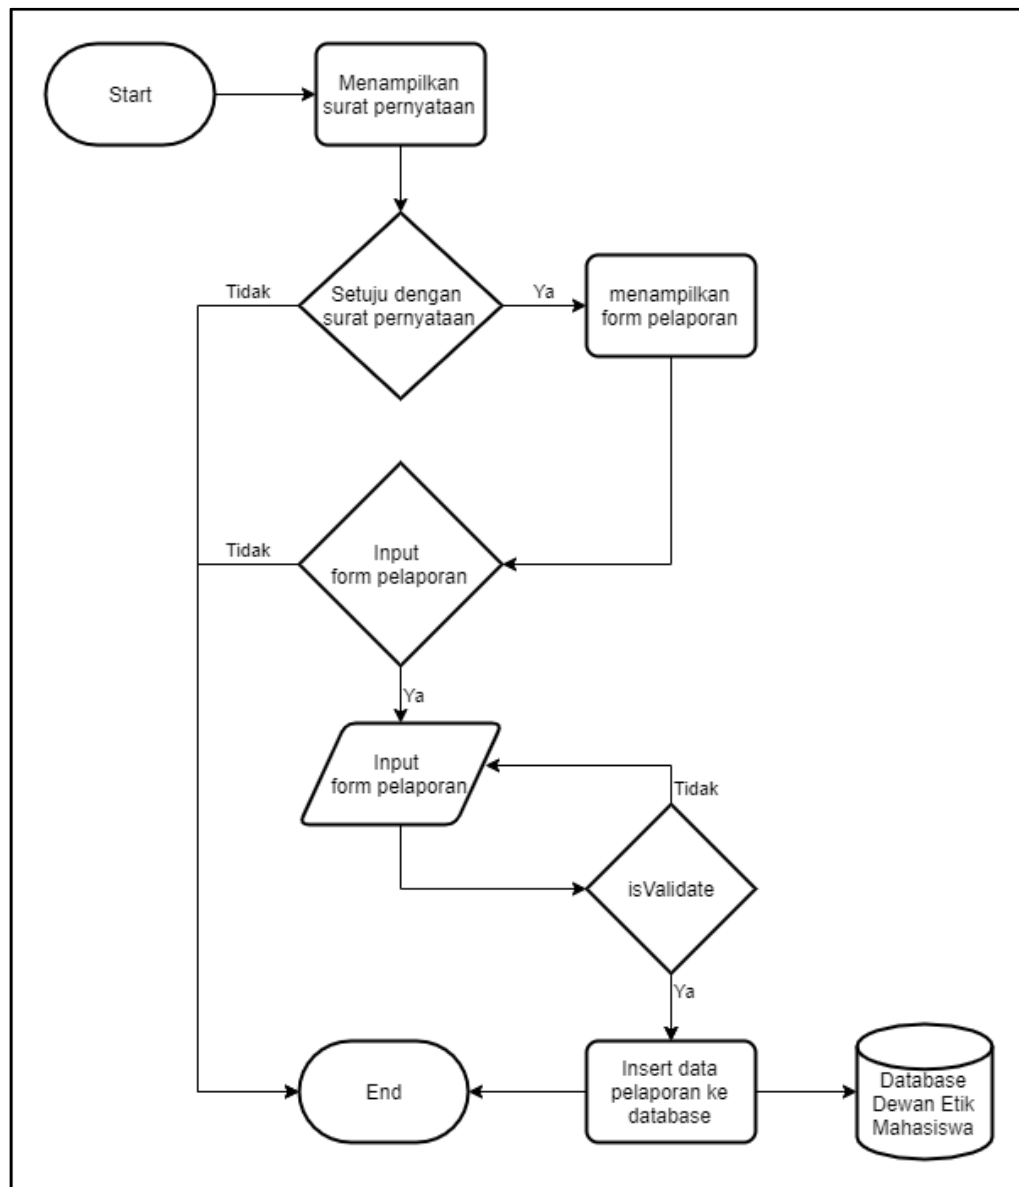 Start
Menampilkan
surat pernyataan
Tidak
Setuju dengan
surat pernyataan
Ya
menampilkan
form pelaporan
Tidak
Input
form pelaporan
Ya
Input
form pelaporan
Tidak
isValidate
Ya
End
Insert data
pelaporan ke
database
Database
Dewan Etik
Mahasiswa